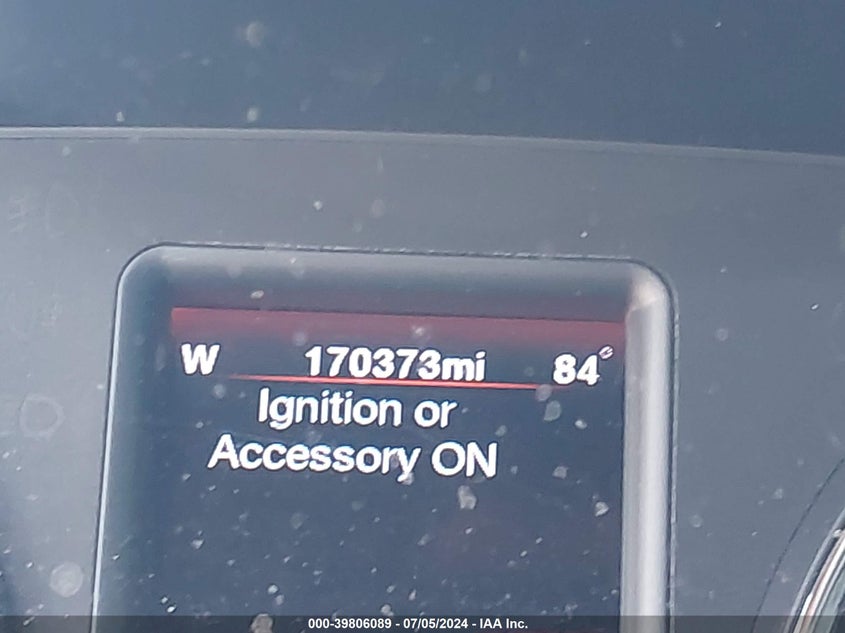 W 170373mi 84°
Ignition or
Accessory ON
000-39806089 - 07/05/2024 - IAA Inc.